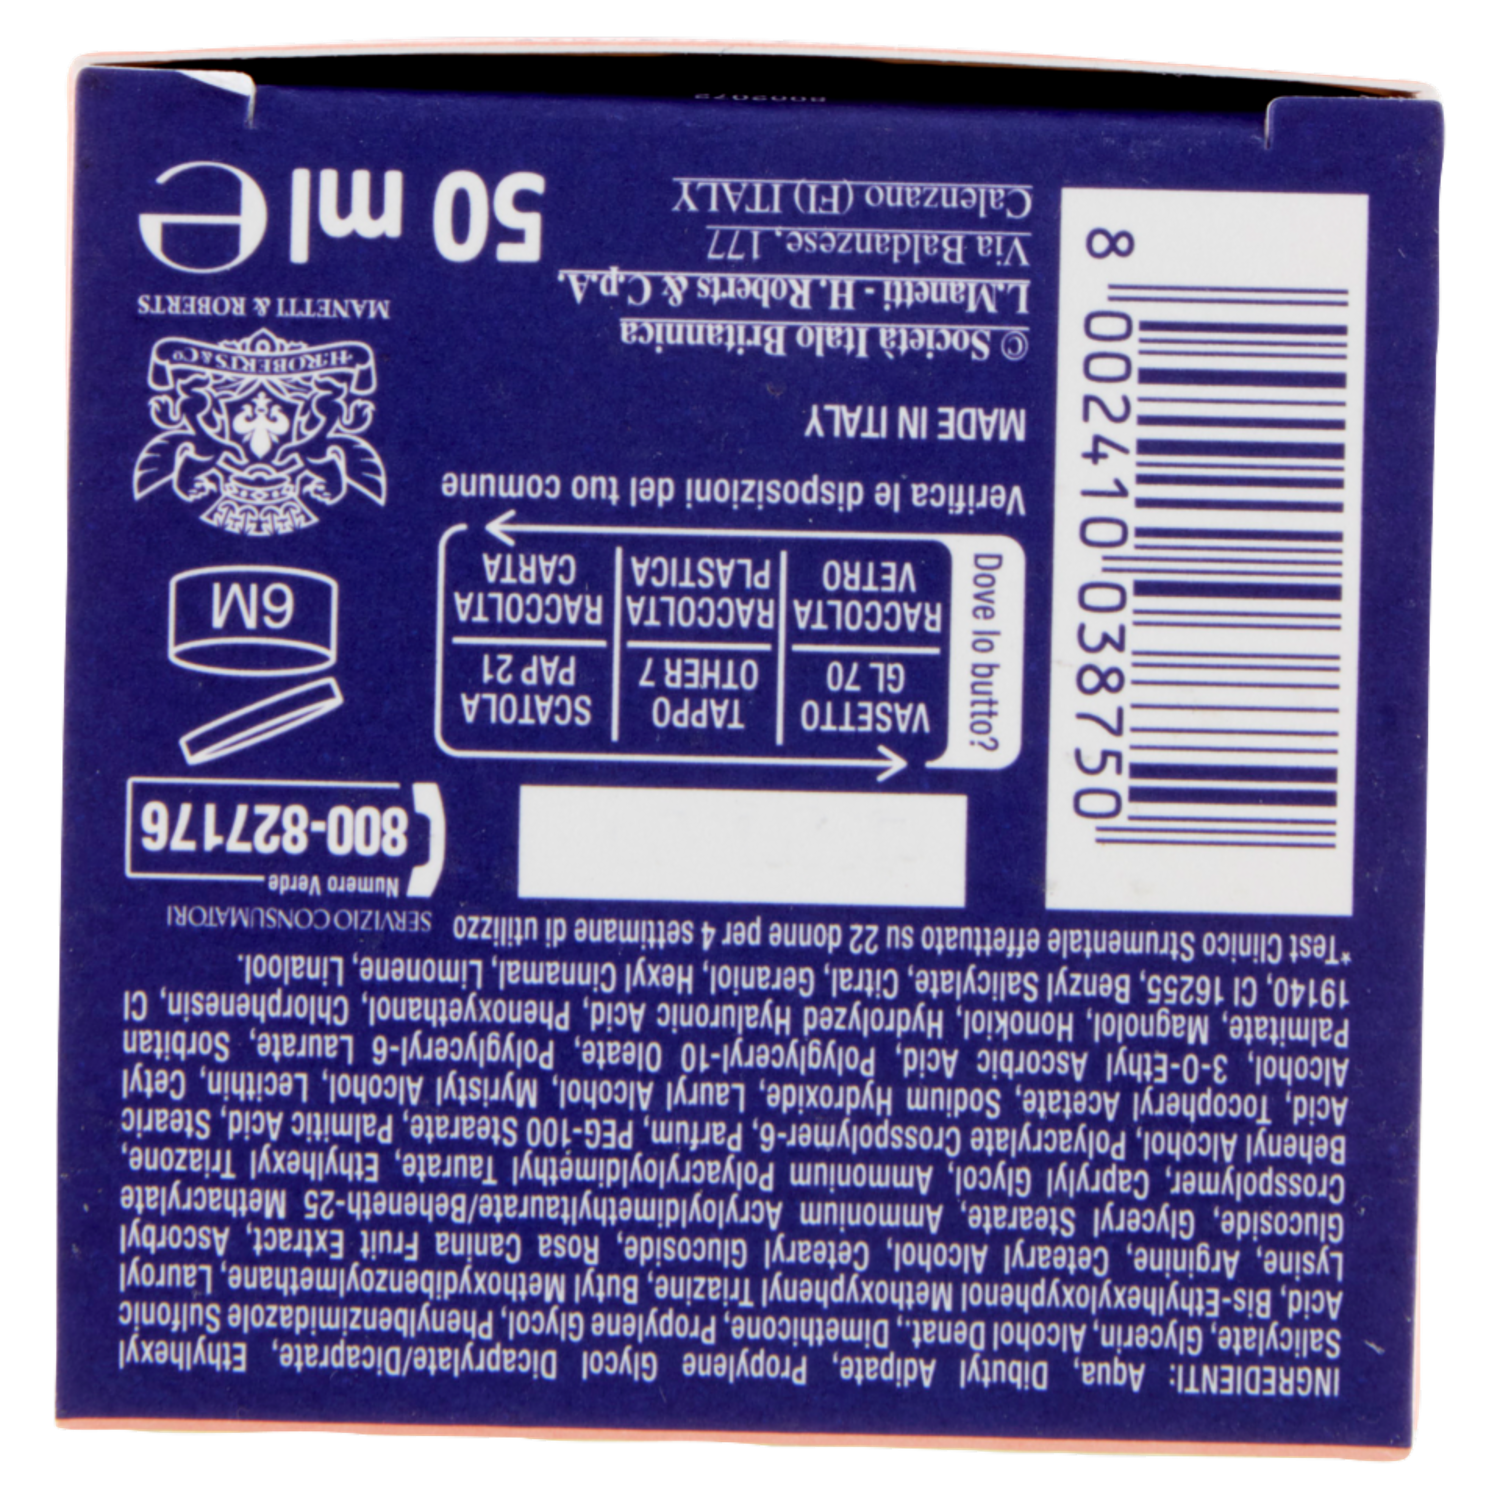 INGREDIENTI: Aqua, Dibutyl Adipate, Propylene Glycol Dicaprylate/Dicaprate, Ethylhexyl
Salicylate, Glycerin, Alcohol Denat., Dimethicone, Propylene Glycol, Phenylbenzimidazole Sulfonic
Acid, Bis-Ethylhexyloxyphenol Methoxyphenyl Triazine, Butyl Methoxydibenzoylmethane, Lauroyl
Lysine, Arginine, Cetearyl Alcohol, Cetearyl Glucoside, Rosa Canina Fruit Extract, Ascorbyl
Glucoside, Glyceryl Stearate, Ammonium Acryloyldimethyltaurate/Beheneth-25 Methacrylate
Crosspolymer, Caprylyl Glycol, Ammonium Polyacryloyldimethyl Taurate, Ethylhexyl Triazone,
Behenyl Alcohol, Polyacrylate Crosspolymer-6, Parfum, PEG-100 Stearate, Palmitic Acid, Stearic
Acid, Tocopheryl Acetate, Sodium Hydroxide, Lauryl Alcohol, Myristyl Alcohol, Lecithin, Cetyl
Alcohol, 3-O-Ethyl Ascorbic Acid, Polyglyceryl-10 Oleate, Polyglyceryl-6 Laurate, Sorbitan
Palmitate, Magnolol, Honokiol, Hydrolyzed Hyaluronic Acid, Phenoxyethanol, Chlorphenesin, CI
19140, CI 16255, Benzyl Salicylate, Citral, Geraniol, Hexyl Cinnamal, Limonene, Linalool.
*Test Clinico Strumentale effettuato su 22 donne per 4 settimane di utilizzo
SERVIZIO CONSUMATORI
Numero Verde
800-827176
6M
Dove lo butto?
VASETTO
GL 70
RACCOLTA
VETRO
TAPPO
OTHER 7
RACCOLTA
PLASTICA
SCATOLA
PAP 21
RACCOLTA
CARTA
Verifica le disposizioni del tuo comune
MADE IN ITALY
© Società Italo Britannica
L.Manetti - H.Roberts & C.p.A.
Via Baldanzese, 177
Calenzano (FI) ITALY
H.ROBERTS & Cº
MANETTI & ROBERTS
50 ml e
8 002410 038750